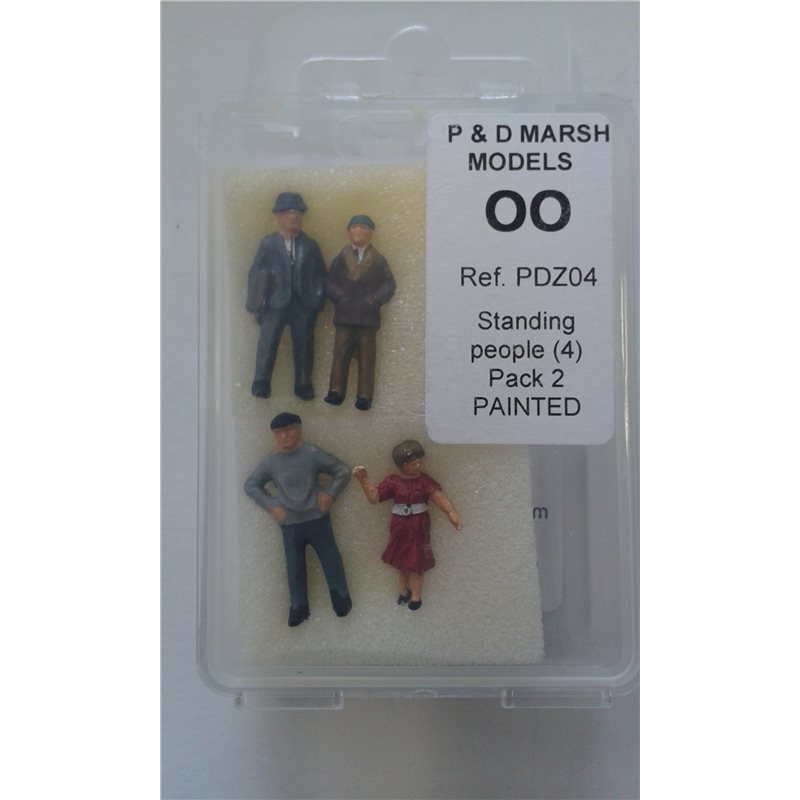 P & D MARSH
MODELS
OO
Ref. PDZ04
Standing
people (4)
Pack 2
PAINTED
m